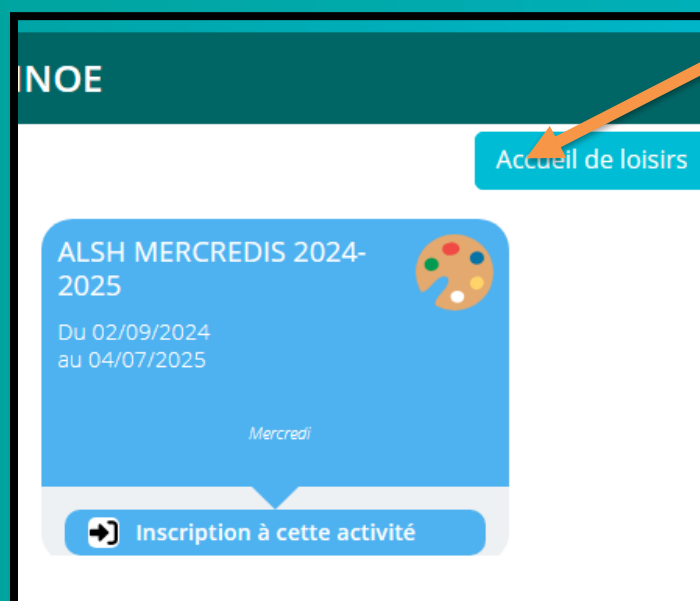 INOE
Accueil de loisirs
ALSH MERCREDIS 2024-
2025
Du 02/09/2024
au 04/07/2025
Mercredi
Inscription à cette activité